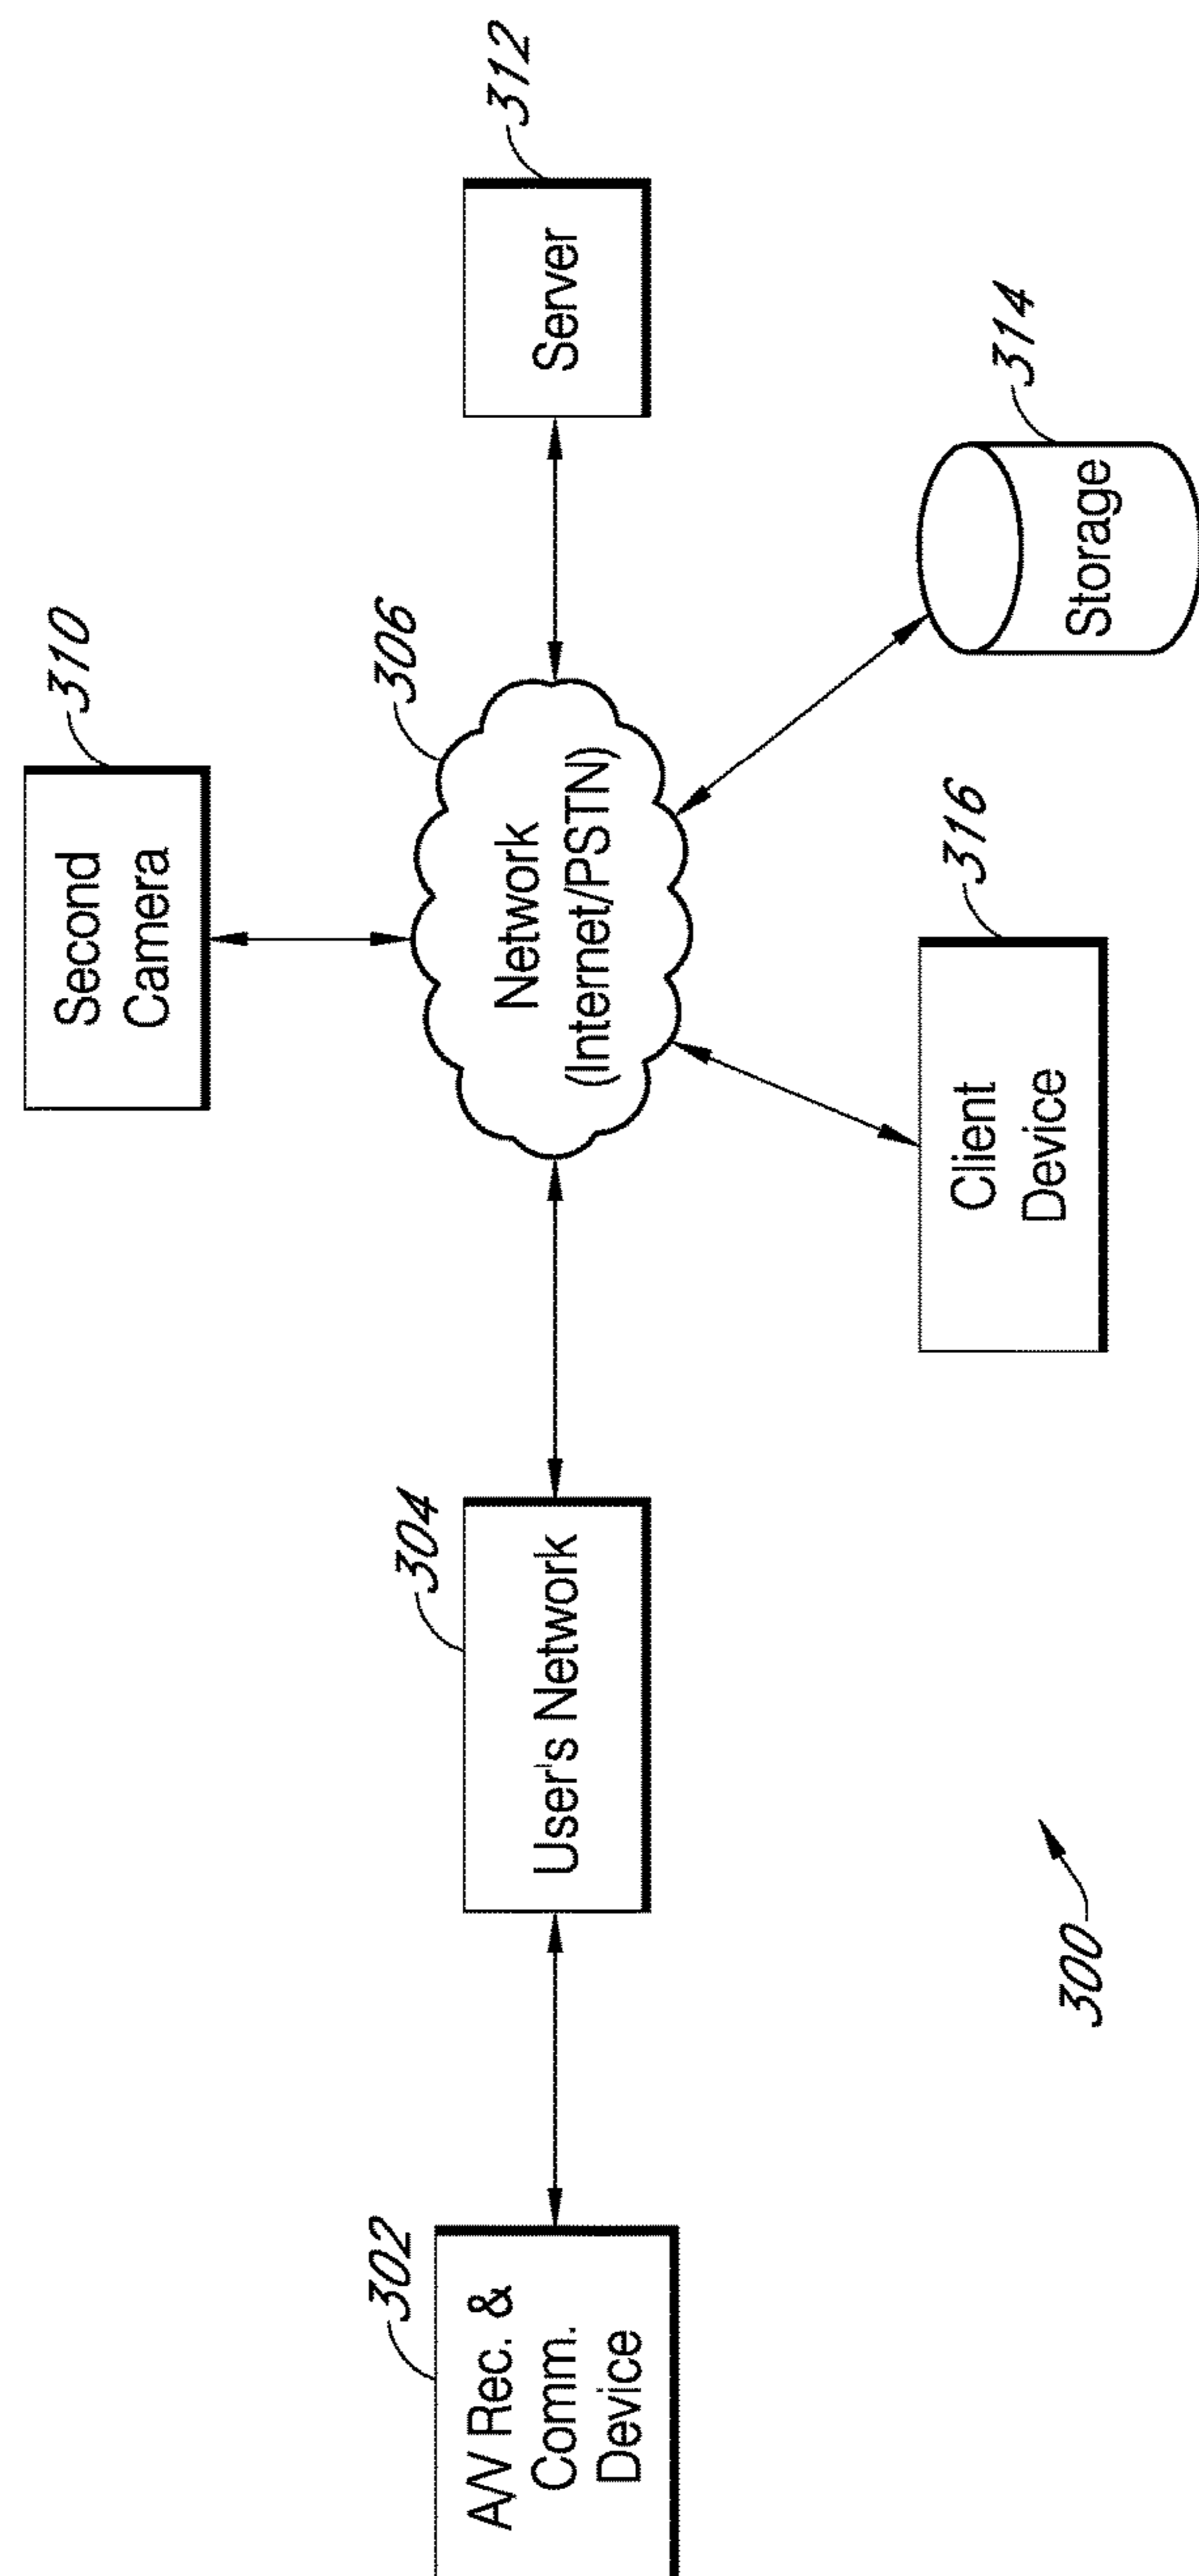 310
Second
Camera
312
Server
306
Network
(Internet/PSTN)
304
User's Network
302
A/V Rec. &
Comm.
Device
314
Storage
316
Client
Device
300